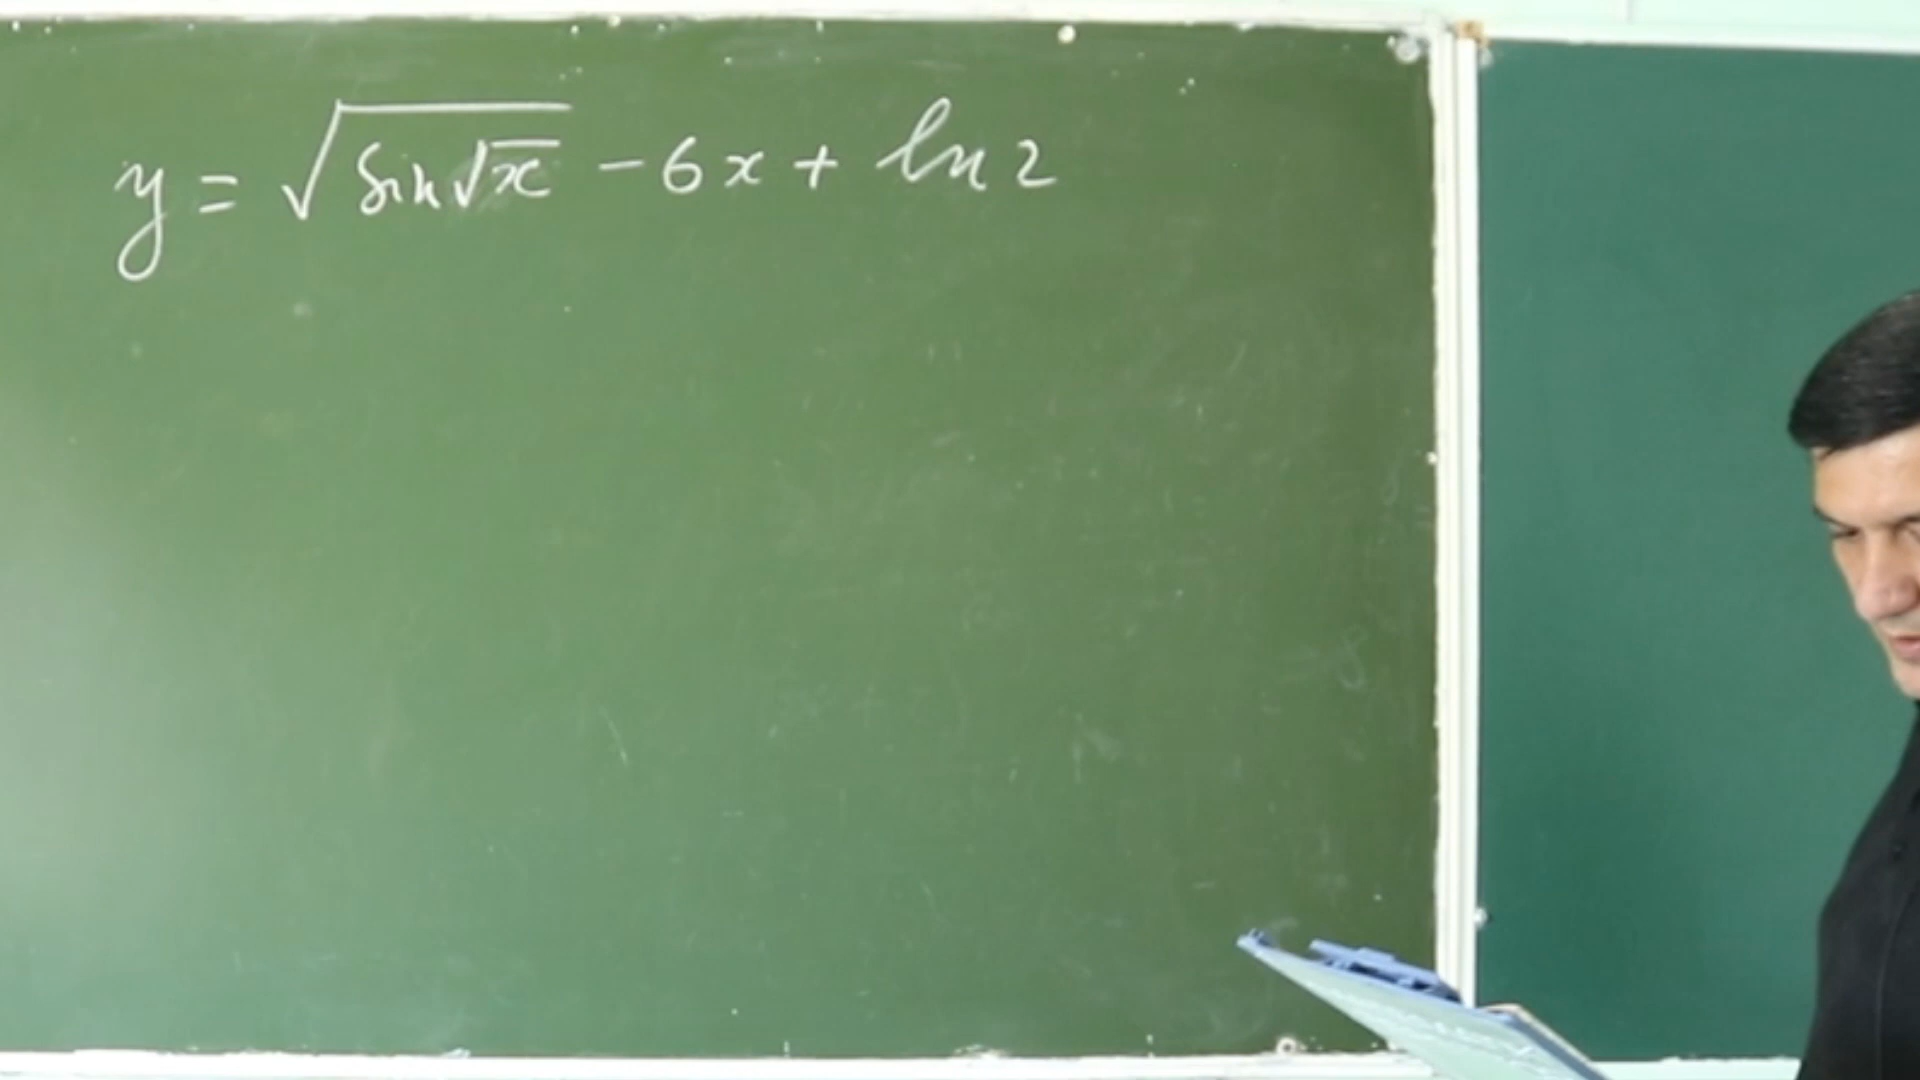 y = √(sin√x) - 6x + ln 2